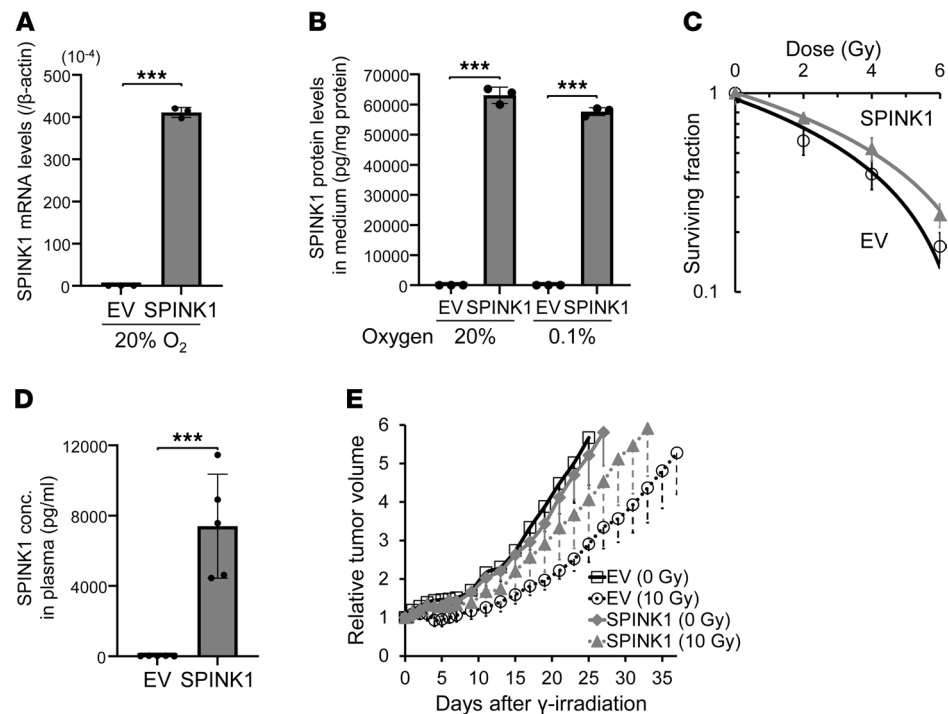 A
(10⁻⁴)
SPINK1 mRNA levels (/β-actin)
500
400
300
200
100
0
***
EV SPINK1
20% O₂
B
SPINK1 protein levels
in medium (pg/mg protein)
70000
60000
50000
40000
30000
20000
10000
0
***
***
EV SPINK1 EV SPINK1
Oxygen 20% 0.1%
C
Dose (Gy)
0 2 4 6
Surviving fraction
1
0.1
SPINK1
EV
D
SPINK1 conc.
in plasma (pg/ml)
12000
8000
4000
0
***
EV SPINK1
E
Relative tumor volume
6
5
4
3
2
1
0
EV (0 Gy)
EV (10 Gy)
SPINK1 (0 Gy)
SPINK1 (10 Gy)
0 5 10 15 20 25 30 35
Days after γ-irradiation